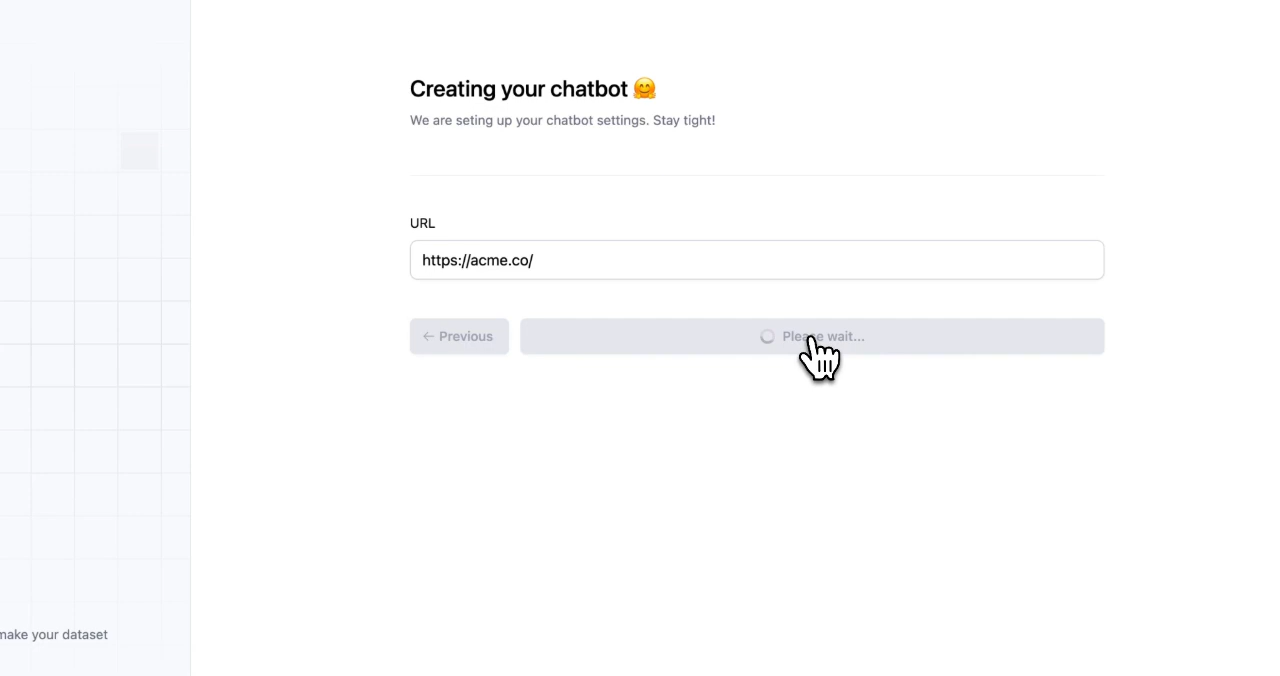 Creating your chatbot 🤗
We are seting up your chatbot settings. Stay tight!
URL
https://acme.co/
← Previous
Please wait...
make your dataset